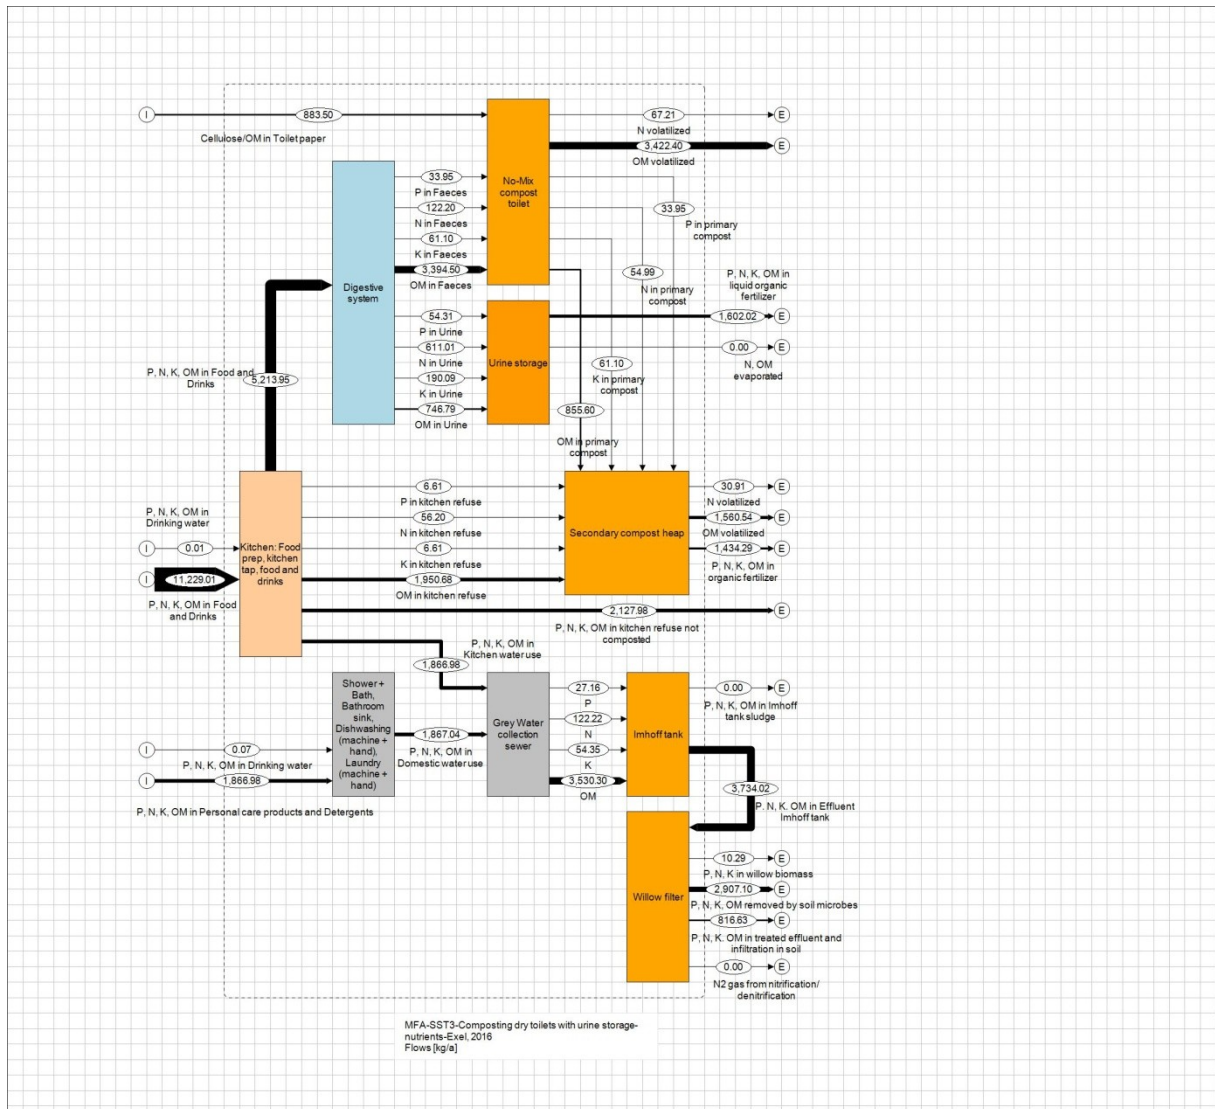 I
883.50
Cellulose/OM in Toilet paper
No-Mix
compost
toilet
67.21
E
N volatilized
3,422.40
E
OM volatilized
Digestive
system
33.95
P in Faeces
122.20
N in Faeces
61.10
K in Faeces
3,394.50
OM in Faeces
33.95
P in primary
compost
54.99
N in primary
compost
61.10
K in primary
compost
855.60
OM in primary
compost
54.31
P in Urine
611.01
N in Urine
190.09
K in Urine
746.79
OM in Urine
Urine storage
P, N, K, OM in
liquid organic
fertilizer
1,602.02
E
0.00
E
N, OM
evaporated
P, N, K, OM in Food and
Drinks
5,213.95
P, N, K, OM in
Drinking water
I
0.01
I
11,229.01
P, N, K, OM in Food
and Drinks
Kitchen: Food
prep, kitchen
tap, food and
drinks
6.61
P in kitchen refuse
56.20
N in kitchen refuse
6.61
K in kitchen refuse
1,950.68
OM in kitchen refuse
Secondary compost heap
30.91
E
N volatilized
1,560.54
E
OM volatilized
1,434.29
E
P, N, K, OM in
organic fertilizer
2,127.98
E
P, N, K, OM in kitchen refuse not
composted
P, N, K, OM in
Kitchen water use
1,866.98
Shower +
Bath,
Bathroom
sink,
Dishwashing
(machine +
hand),
Laundry
(machine +
hand)
I
0.07
P, N, K, OM in Drinking water
I
1,866.98
P, N, K, OM in Personal care products and Detergents
1,867.04
P, N, K, OM in
Domestic water use
Grey Water
collection
sewer
27.16
P
122.22
N
54.35
K
3,530.30
OM
Imhoff tank
0.00
E
P, N, K, OM in Imhoff
tank sludge
3,734.02
P, N, K. OM in Effluent
Imhoff tank
Willow filter
10.29
E
P, N, K in willow biomass
2,907.10
E
P, N, K, OM removed by soil microbes
816.63
E
P, N, K. OM in treated effluent and
infiltration in soil
0.00
E
N2 gas from nitrification/
denitrification
MFA-SST3-Composting dry toilets with urine storage-
nutrients-Exel, 2016
Flows [kg/a]